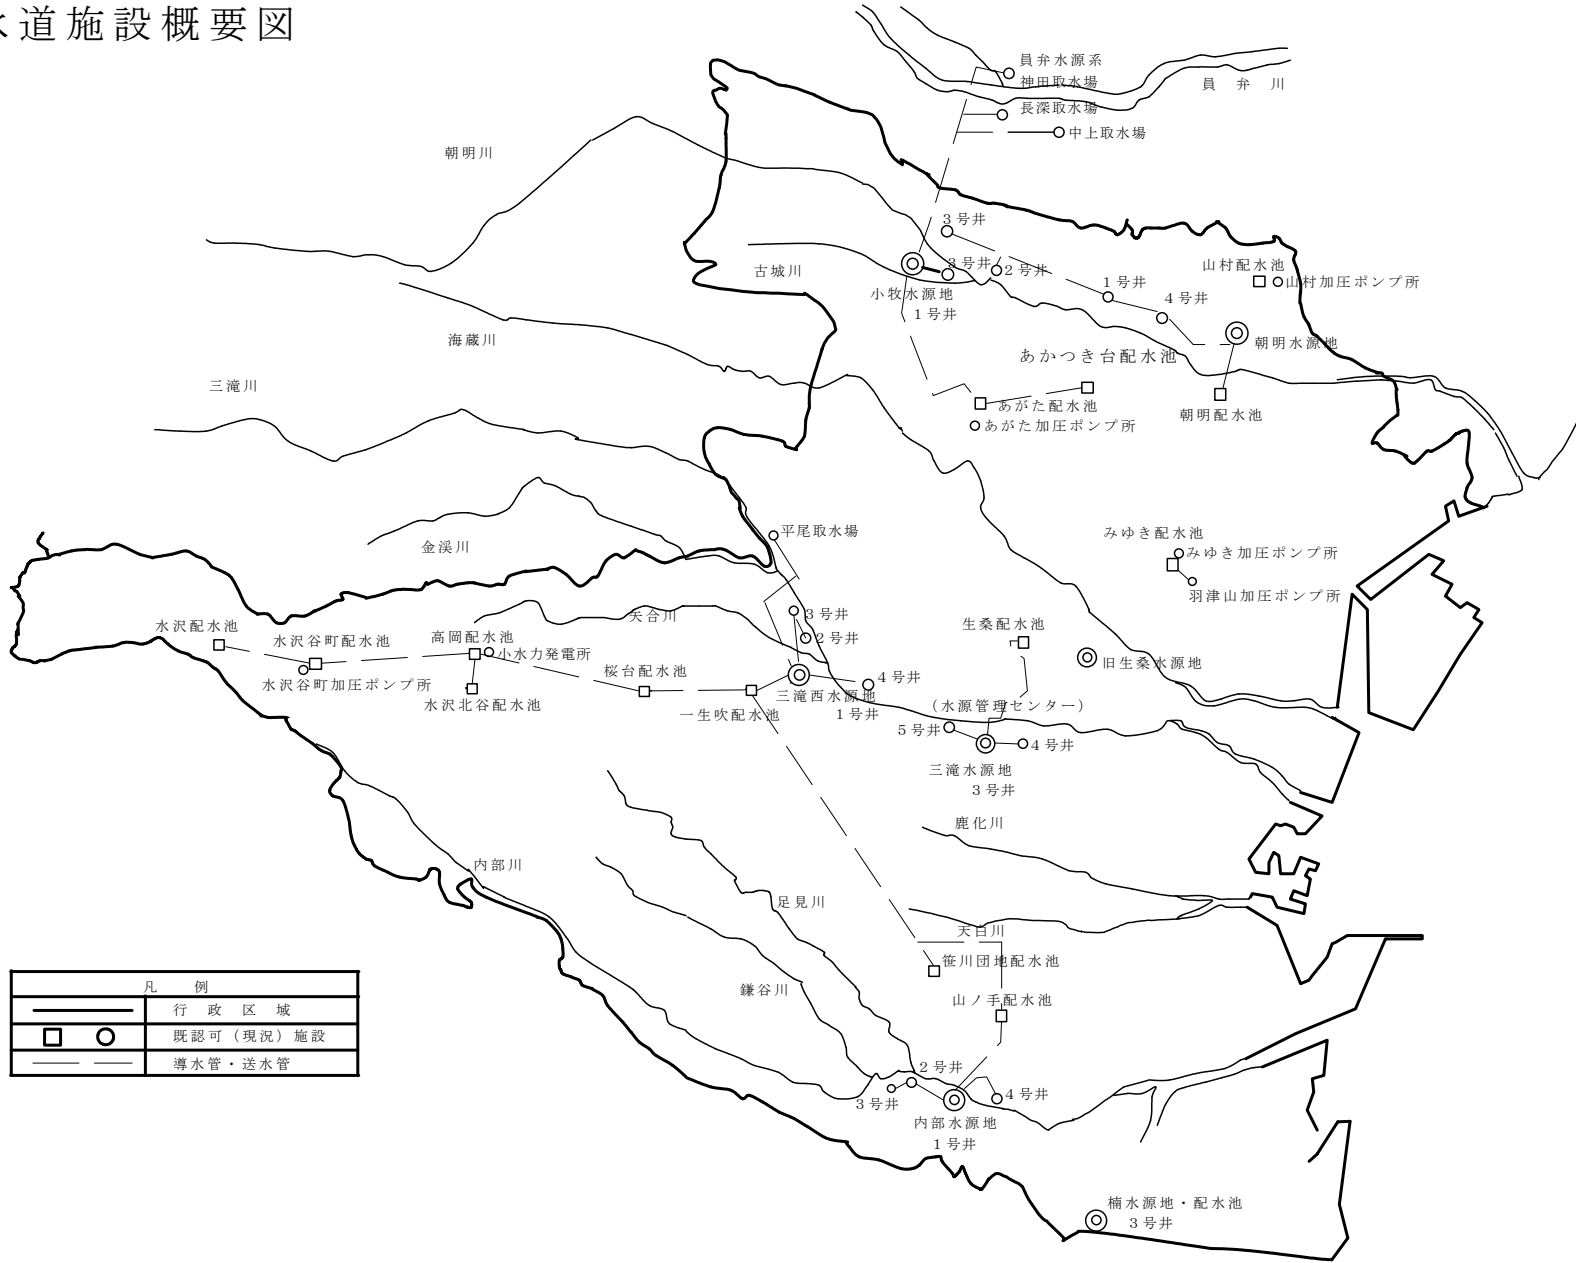 水道施設概要図
員弁水源系
神田取水場
員弁川
長深取水場
中上取水場
朝明川
3号井
古城川
3号井
2号井
山村配水池
山村加圧ポンプ所
小牧水源地
1号井
1号井
4号井
海蔵川
朝明水源地
あかつき台配水池
三滝川
あがた配水池
あがた加圧ポンプ所
朝明配水池
平尾取水場
みゆき配水池
金渓川
みゆき加圧ポンプ所
羽津山加圧ポンプ所
矢合川
3号井
水沢配水池
水沢谷町配水池
高岡配水池
2号井
生桑配水池
小水力発電所
桜台配水池
旧生桑水源地
水沢谷町加圧ポンプ所
4号井
三滝西水源地
水沢北谷配水池
一生吹配水池
1号井
(水源管理センター)
5号井
4号井
三滝水源地
3号井
鹿化川
内部川
足見川
天白川
笹川団地配水池
鎌谷川
山ノ手配水池
凡例
行政区域
既認可(現況)施設
導水管・送水管
2号井
3号井
4号井
内部水源地
1号井
楠水源地・配水池
3号井